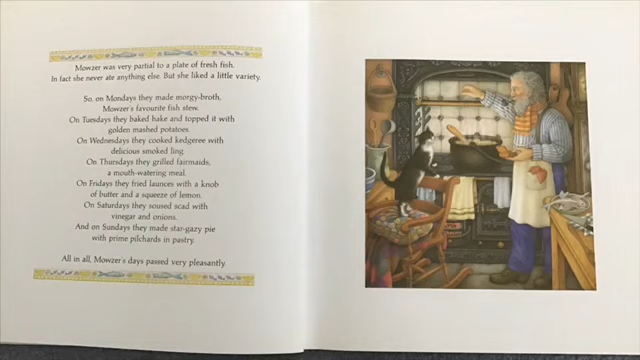 Mowzer was very partial to a plate of fresh fish.
In fact she never ate anything else. But she liked a little variety.
So, on Mondays they made morgy-broth,
Mowzer's favourite fish stew.
On Tuesdays they baked hake and topped it with
golden mashed potatoes.
On Wednesdays they cooked kedgeree with
delicious smoked ling.
On Thursdays they grilled fairmaids,
a mouth-watering meal.
On Fridays they fried launces with a knob
of butter and a squeeze of lemon.
On Saturdays they soused scad with
vinegar and onions.
And on Sundays they made star-gazy pie
with prime pilchards in pastry.
All in all, Mowzer's days passed very pleasantly.